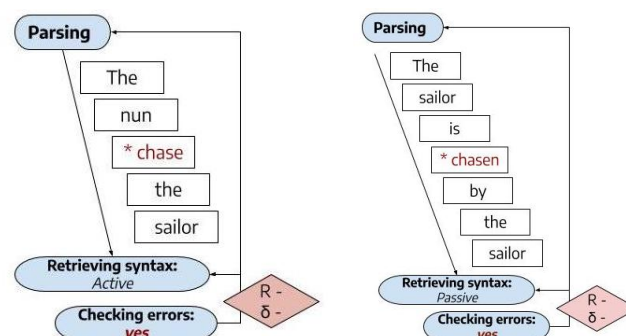 Parsing
The
nun
* chase
the
sailor
Retrieving syntax:
Active
Checking errors:
yes
R -
δ -
Parsing
The
sailor
is
* chasen
by
the
sailor
Retrieving syntax:
Passive
Checking errors:
yes
R -
δ -